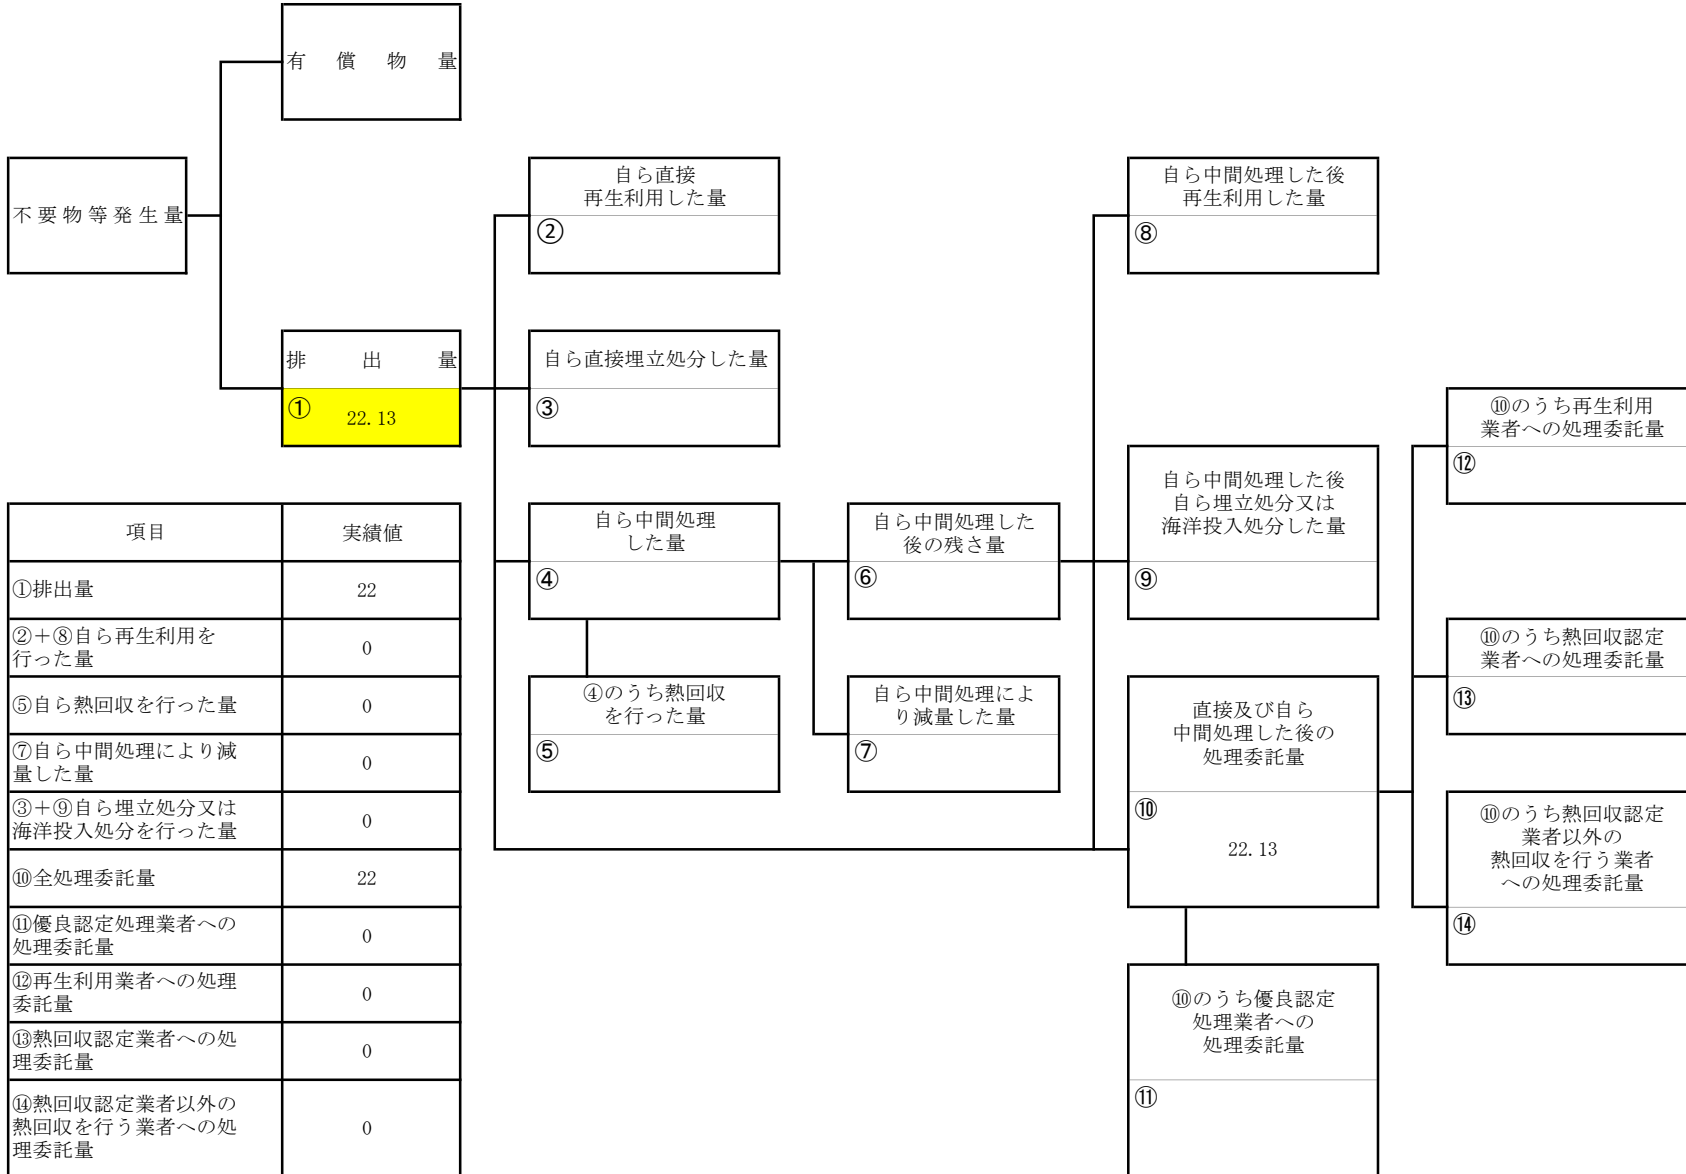 有償物量
不要物等発生量
排出量
① 22.13
自ら直接
再生利用した量
②
自ら直接埋立処分した量
③
自ら中間処理
した量
④
④のうち熱回収
を行った量
⑤
自ら中間処理した
後の残さ量
⑥
自ら中間処理によ
り減量した量
⑦
自ら中間処理した後
再生利用した量
⑧
自ら中間処理した後
自ら埋立処分又は
海洋投入処分した量
⑨
直接及び自ら
中間処理した後の
処理委託量
⑩
22.13
⑩のうち優良認定
処理業者への
処理委託量
⑪
⑩のうち再生利用
業者への処理委託量
⑫
⑩のうち熱回収認定
業者への処理委託量
⑬
⑩のうち熱回収認定
業者以外の
熱回収を行う業者
への処理委託量
⑭
項目 実績値
①排出量 22
②+⑧自ら再生利用を
行った量 0
⑤自ら熱回収を行った量 0
⑦自ら中間処理により減
量した量 0
③+⑨自ら埋立処分又は
海洋投入処分を行った量 0
⑩全処理委託量 22
⑪優良認定処理業者への
処理委託量 0
⑫再生利用業者への処理
委託量 0
⑬熱回収認定業者への処
理委託量 0
⑭熱回収認定業者以外の
熱回収を行う業者への処
理委託量 0